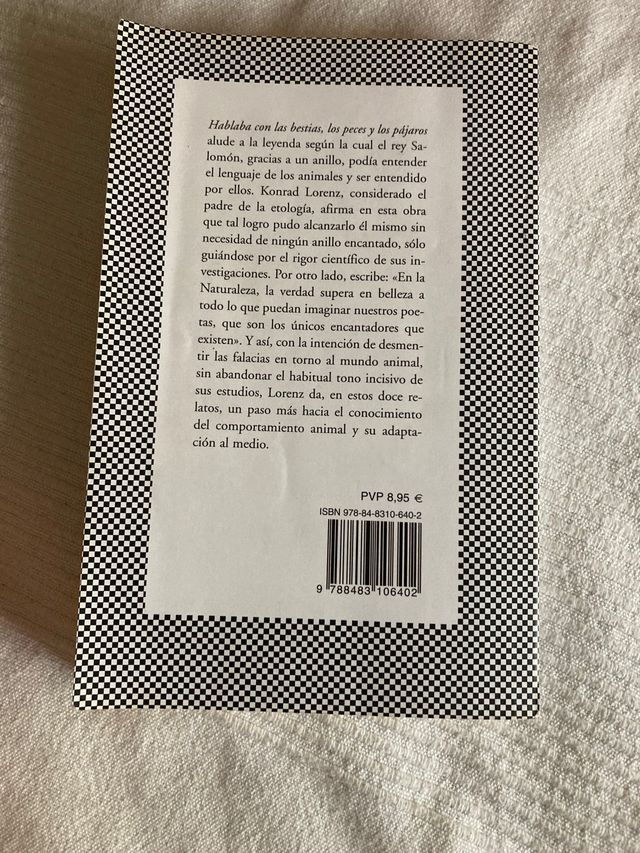 Hablaba con las bestias, los peces y los pájaros
alude a la leyenda según la cual el rey Sa-
lomón, gracias a un anillo, podía entender
el lenguaje de los animales y ser entendido
por ellos. Konrad Lorenz, considerado el
padre de la etología, afirma en esta obra
que tal logro pudo alcanzarlo él mismo sin
necesidad de ningún anillo encantado, sólo
guiándose por el rigor científico de sus in-
vestigaciones. Por otro lado, escribe: «En la
Naturaleza, la verdad supera en belleza a
todo lo que puedan imaginar nuestros poe-
tas, que son los únicos encantadores que
existen». Y así, con la intención de desmen-
tir las falacias en torno al mundo animal,
sin abandonar el habitual tono incisivo de
sus estudios, Lorenz da, en estos doce re-
latos, un paso más hacia el conocimiento
del comportamiento animal y su adapta-
ción al medio.
PVP 8,95 €
ISBN 978-84-8310-640-2
9 788483 106402